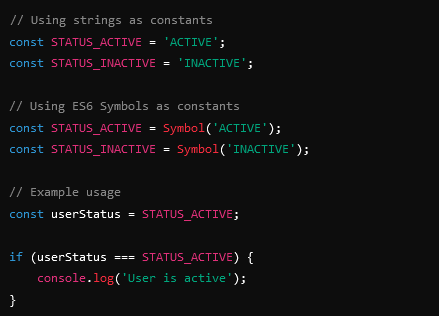 // Using strings as constants
const STATUS_ACTIVE = 'ACTIVE';
const STATUS_INACTIVE = 'INACTIVE';

// Using ES6 Symbols as constants
const STATUS_ACTIVE = Symbol('ACTIVE');
const STATUS_INACTIVE = Symbol('INACTIVE');

// Example usage
const userStatus = STATUS_ACTIVE;

if (userStatus === STATUS_ACTIVE) {
    console.log('User is active');
}